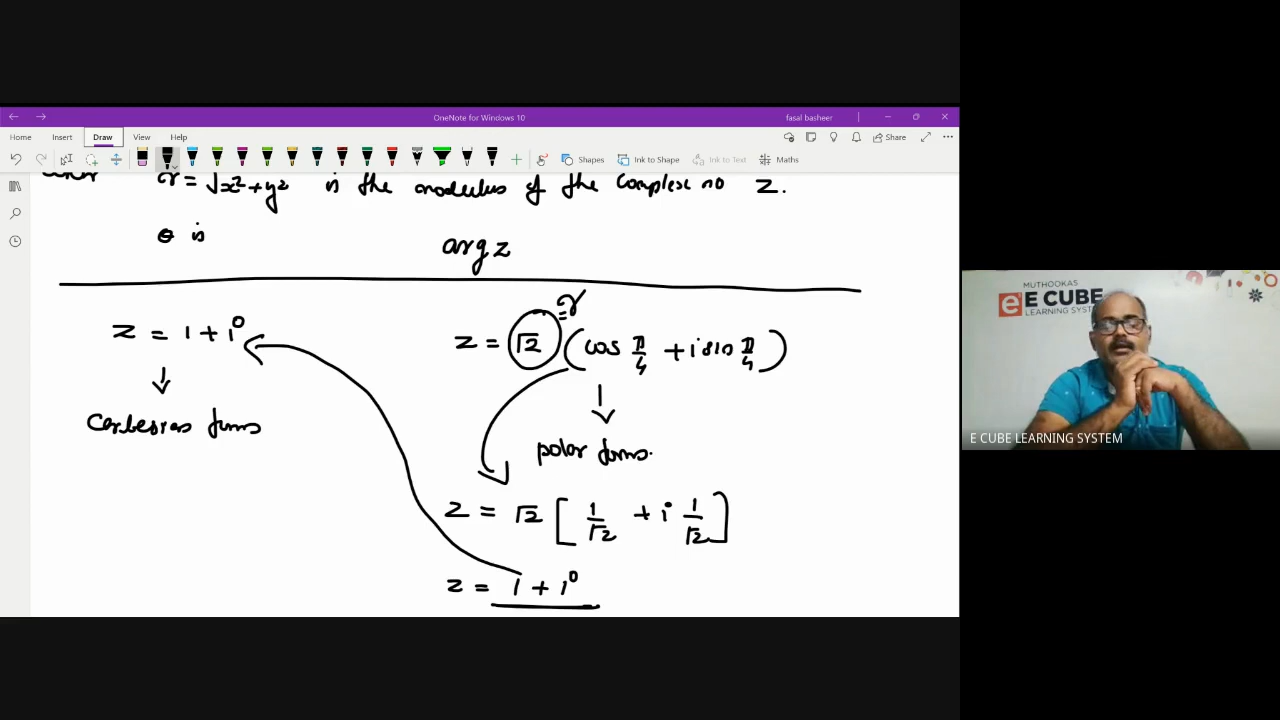 OneNote for Windows 10
fasal basheer
Home Insert Draw View Help
Share
Shapes Ink to Shape Ink to Text Maths
r = √x²+y² is the modulus of the complex no z.
θ is arg z
z = 1 + i
Cartesian form
z = √2 (cos π/4 + i sin π/4)
= r
polar form.
z = √2 [ 1/√2 + i 1/√2 ]
z = 1 + i
MUTHOOKAS
e E CUBE
LEARNING SYSTEM
E CUBE LEARNING SYSTEM